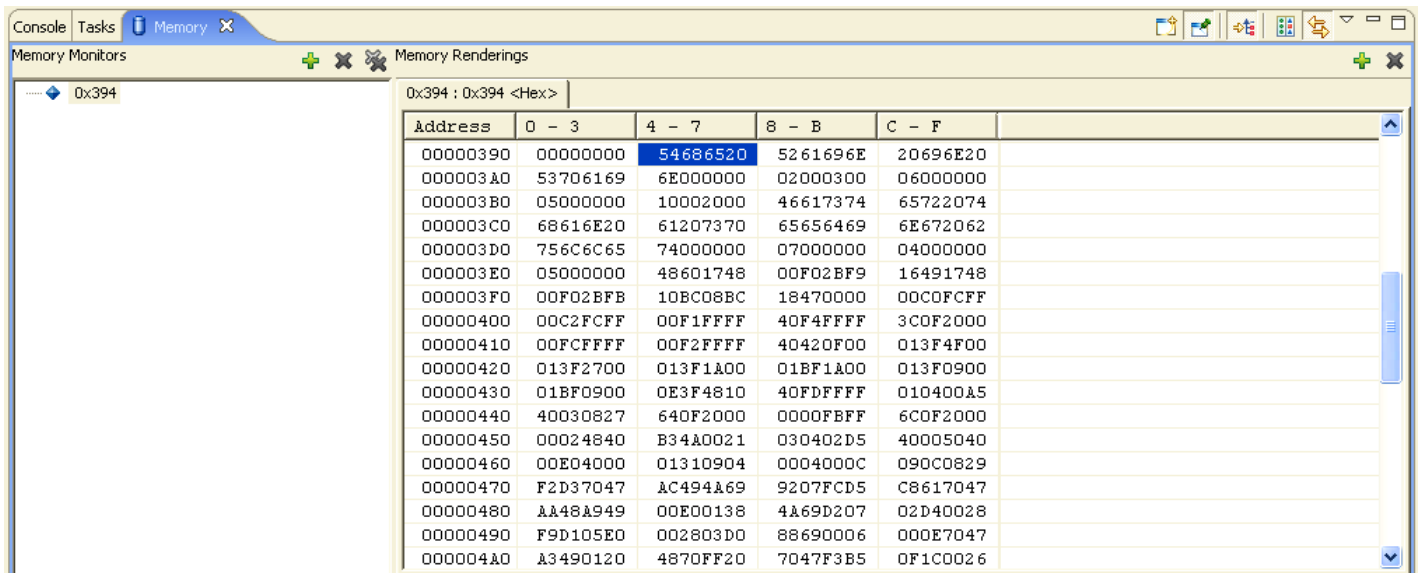 Console Tasks Memory
Memory Monitors Memory Renderings
0x394 0x394 : 0x394 <Hex>
Address 0 - 3 4 - 7 8 - B C - F
00000390 00000000 54686520 5261696E 20696E20
000003A0 53706169 6E000000 02000300 06000000
000003B0 05000000 10002000 46617374 65722074
000003C0 68616E20 61207370 65656469 6E672062
000003D0 756C6C65 74000000 07000000 04000000
000003E0 05000000 48601748 00F02BF9 16491748
000003F0 00F02BFB 10BC08BC 18470000 00C0FCFF
00000400 00C2FCFF 00F1FFFF 40F4FFFF 3C0F2000
00000410 00FCFFFF 00F2FFFF 40420F00 013F4F00
00000420 013F2700 013F1A00 01BF1A00 013F0900
00000430 01BF0900 0E3F4810 40FDFFFF 010400A5
00000440 40030827 640F2000 0000FBFF 6C0F2000
00000450 00024840 B34A0021 030402D5 40005040
00000460 00E04000 01310904 0004000C 090C0829
00000470 F2D37047 AC494A69 9207FCD5 C8617047
00000480 AA48A949 00E00138 4A69D207 02D40028
00000490 F9D105E0 002803D0 88690006 000E7047
000004A0 A3490120 4870FF20 7047F3B5 0F1C0026